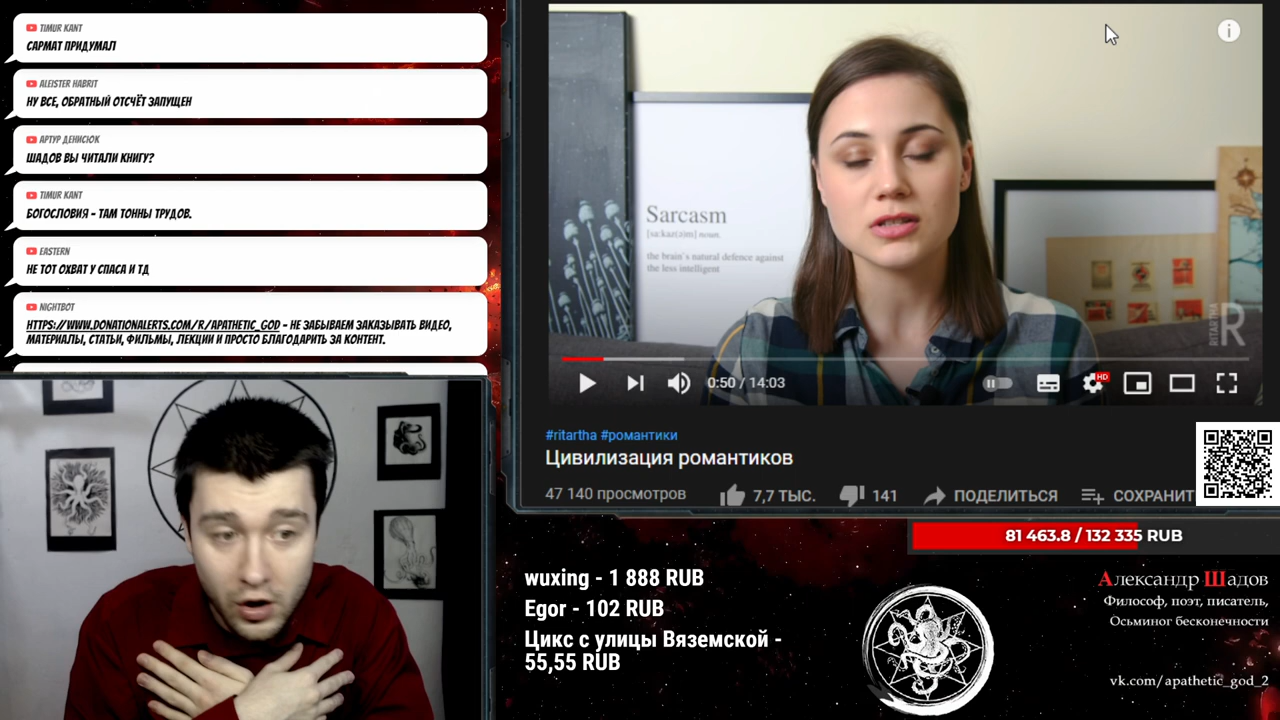 TIMUR KANT
САРМАТ ПРИДУМАЛ
ALEISTER HABRIT
НУ ВСЕ, ОБРАТНЫЙ ОТСЧЁТ ЗАПУЩЕН
АРТУР ДЕНИСЮК
ШАДОВ ВЫ ЧИТАЛИ КНИГУ?
TIMUR KANT
БОГОСЛОВИЯ - ТАМ ТОННЫ ТРУДОВ.
EASTERN
НЕ ТОТ ОХВАТ У СПАСА И ТД
NIGHTBOT
HTTPS://WWW.DONATIONALERTS.COM/R/APATHETIC_GOD - НЕ ЗАБЫВАЕМ ЗАКАЗЫВАТЬ ВИДЕО,
МАТЕРИАЛЫ, СТАТЬИ, ФИЛЬМЫ, ЛЕКЦИИ И ПРОСТО БЛАГОДАРИТЬ ЗА КОНТЕНТ.
Sarcasm
[sa:kaz(ə)m] noun.
the brain's natural defence against
the less intelligent
RITARTHA
R
0:50 / 14:03
HD
#ritartha #романтики
Цивилизация романтиков
47 140 просмотров
7,7 ТЫС.
141
ПОДЕЛИТЬСЯ
СОХРАНИТ
81 463.8 / 132 335 RUB
wuxing - 1 888 RUB
Egor - 102 RUB
Цикс с улицы Вяземской -
55,55 RUB
Александр Шадов
Философ, поэт, писатель,
Осьминог бесконечности
vk.com/apathetic_god_2